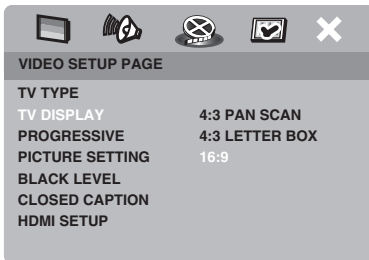 VIDEO SETUP PAGE
TV TYPE
TV DISPLAY 4:3 PAN SCAN
PROGRESSIVE 4:3 LETTER BOX
PICTURE SETTING 16:9
BLACK LEVEL
CLOSED CAPTION
HDMI SETUP